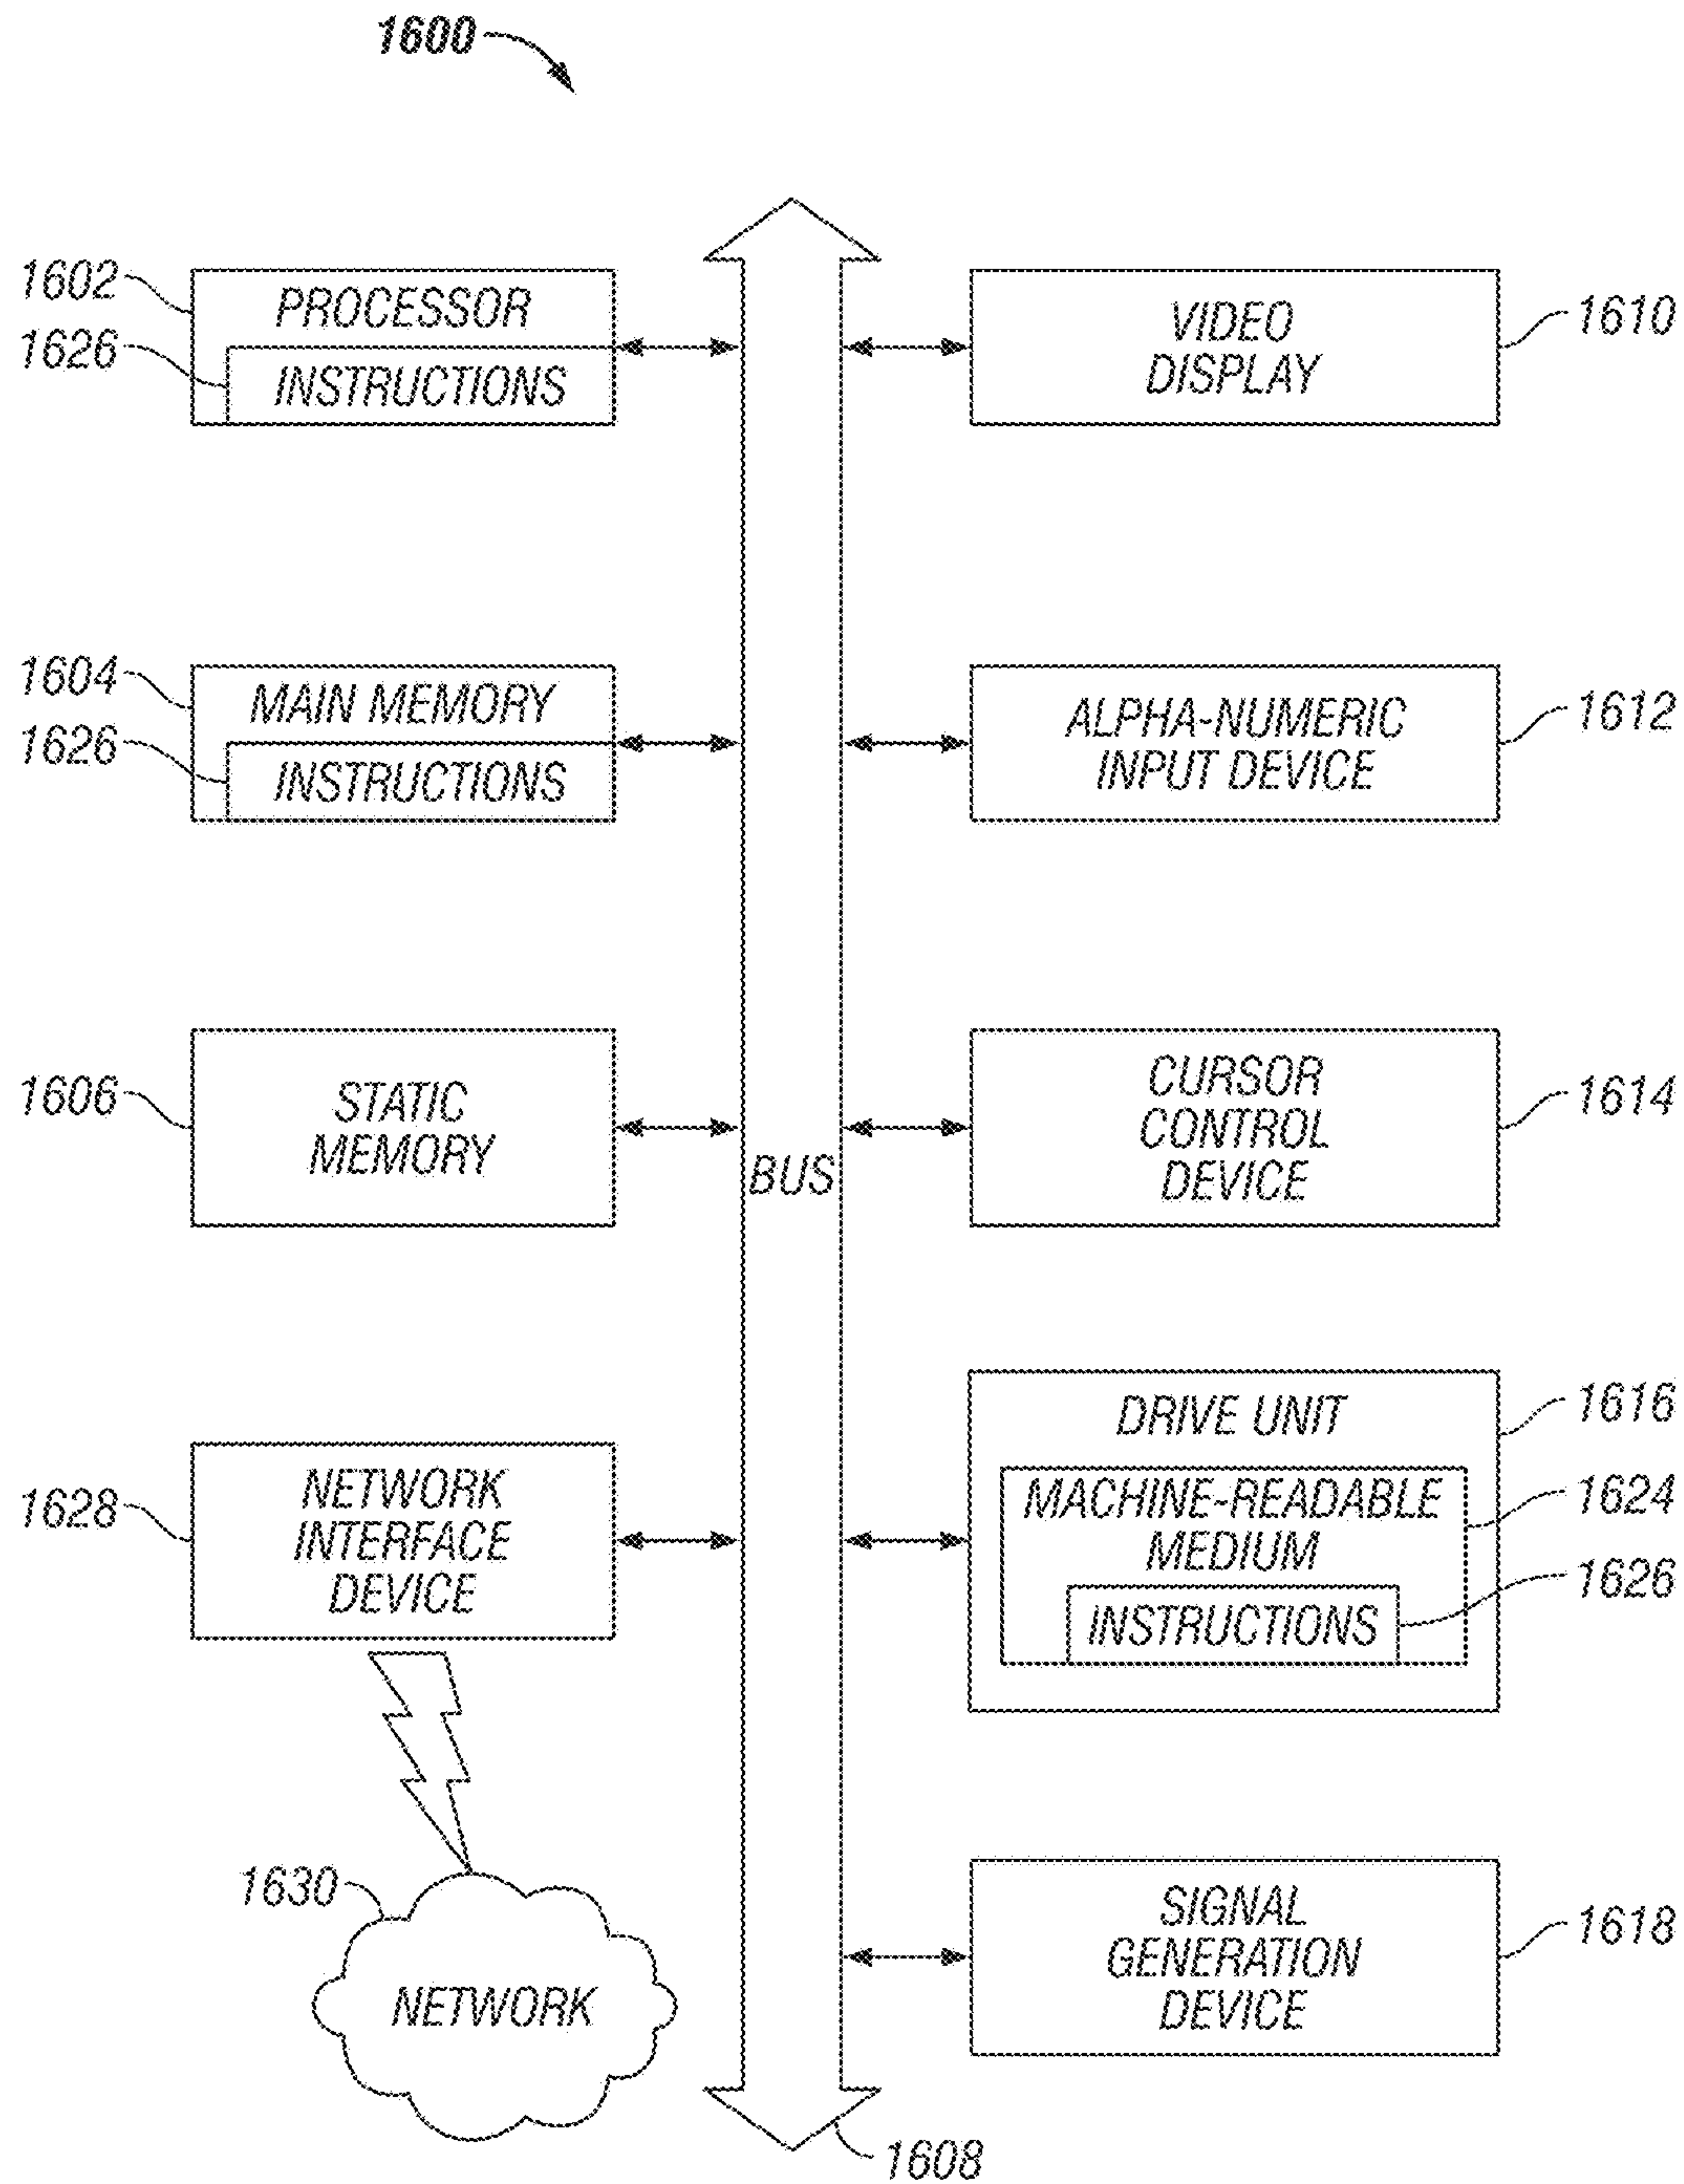 1600
1602
PROCESSOR
1626
INSTRUCTIONS
VIDEO
DISPLAY
1610
1604
MAIN MEMORY
1626
INSTRUCTIONS
ALPHA-NUMERIC
INPUT DEVICE
1612
1606
STATIC
MEMORY
BUS
CURSOR
CONTROL
DEVICE
1614
1628
NETWORK
INTERFACE
DEVICE
DRIVE UNIT
1616
MACHINE-READABLE
MEDIUM
1624
INSTRUCTIONS
1626
1630
NETWORK
SIGNAL
GENERATION
DEVICE
1618
1608